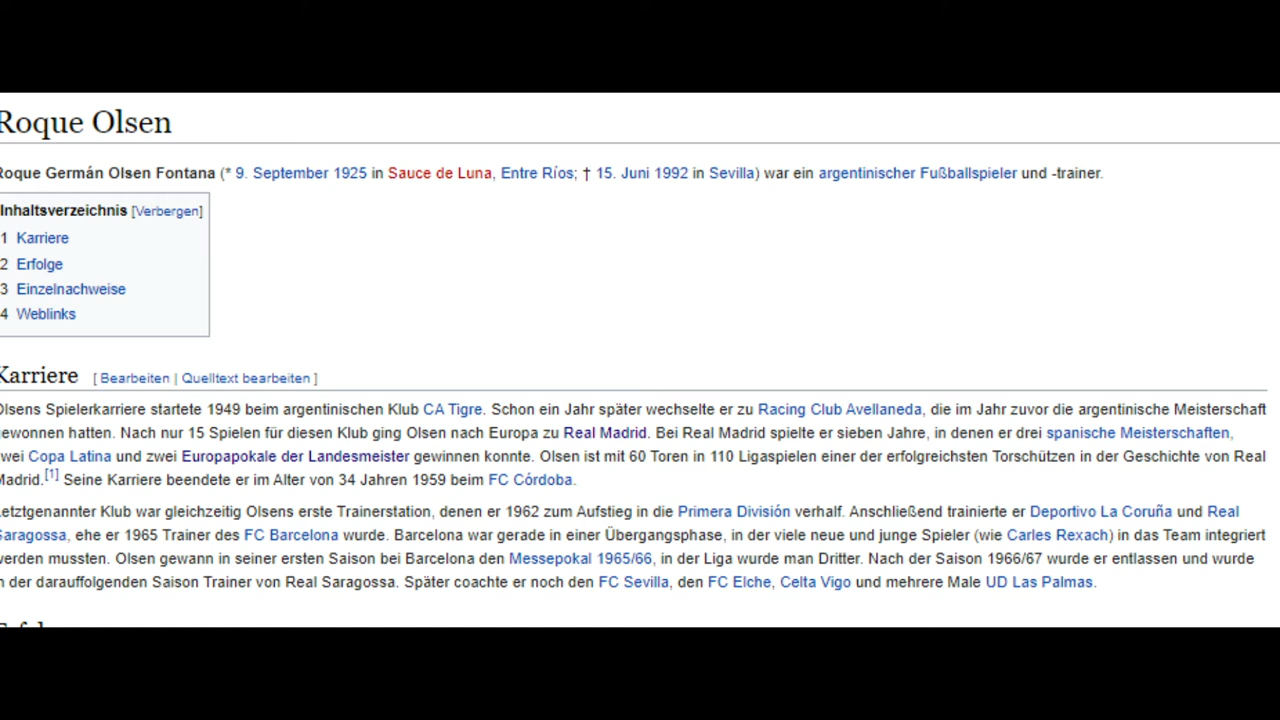 Roque Olsen
Roque Germán Olsen Fontana (* 9. September 1925 in Sauce de Luna, Entre Ríos; † 15. Juni 1992 in Sevilla) war ein argentinischer Fußballspieler und -trainer.
Inhaltsverzeichnis [Verbergen]
1 Karriere
2 Erfolge
3 Einzelnachweise
4 Weblinks
Karriere [ Bearbeiten | Quelltext bearbeiten ]
Olsens Spielerkarriere startete 1949 beim argentinischen Klub CA Tigre. Schon ein Jahr später wechselte er zu Racing Club Avellaneda, die im Jahr zuvor die argentinische Meisterschaft
gewonnen hatten. Nach nur 15 Spielen für diesen Klub ging Olsen nach Europa zu Real Madrid. Bei Real Madrid spielte er sieben Jahre, in denen er drei spanische Meisterschaften,
zwei Copa Latina und zwei Europapokale der Landesmeister gewinnen konnte. Olsen ist mit 60 Toren in 110 Ligaspielen einer der erfolgreichsten Torschützen in der Geschichte von Real
Madrid.[1] Seine Karriere beendete er im Alter von 34 Jahren 1959 beim FC Córdoba.
Letztgenannter Klub war gleichzeitig Olsens erste Trainerstation, denen er 1962 zum Aufstieg in die Primera División verhalf. Anschließend trainierte er Deportivo La Coruña und Real
Saragossa, ehe er 1965 Trainer des FC Barcelona wurde. Barcelona war gerade in einer Übergangsphase, in der viele neue und junge Spieler (wie Carles Rexach) in das Team integriert
werden mussten. Olsen gewann in seiner ersten Saison bei Barcelona den Messepokal 1965/66, in der Liga wurde man Dritter. Nach der Saison 1966/67 wurde er entlassen und wurde
in der darauffolgenden Saison Trainer von Real Saragossa. Später coachte er noch den FC Sevilla, den FC Elche, Celta Vigo und mehrere Male UD Las Palmas.